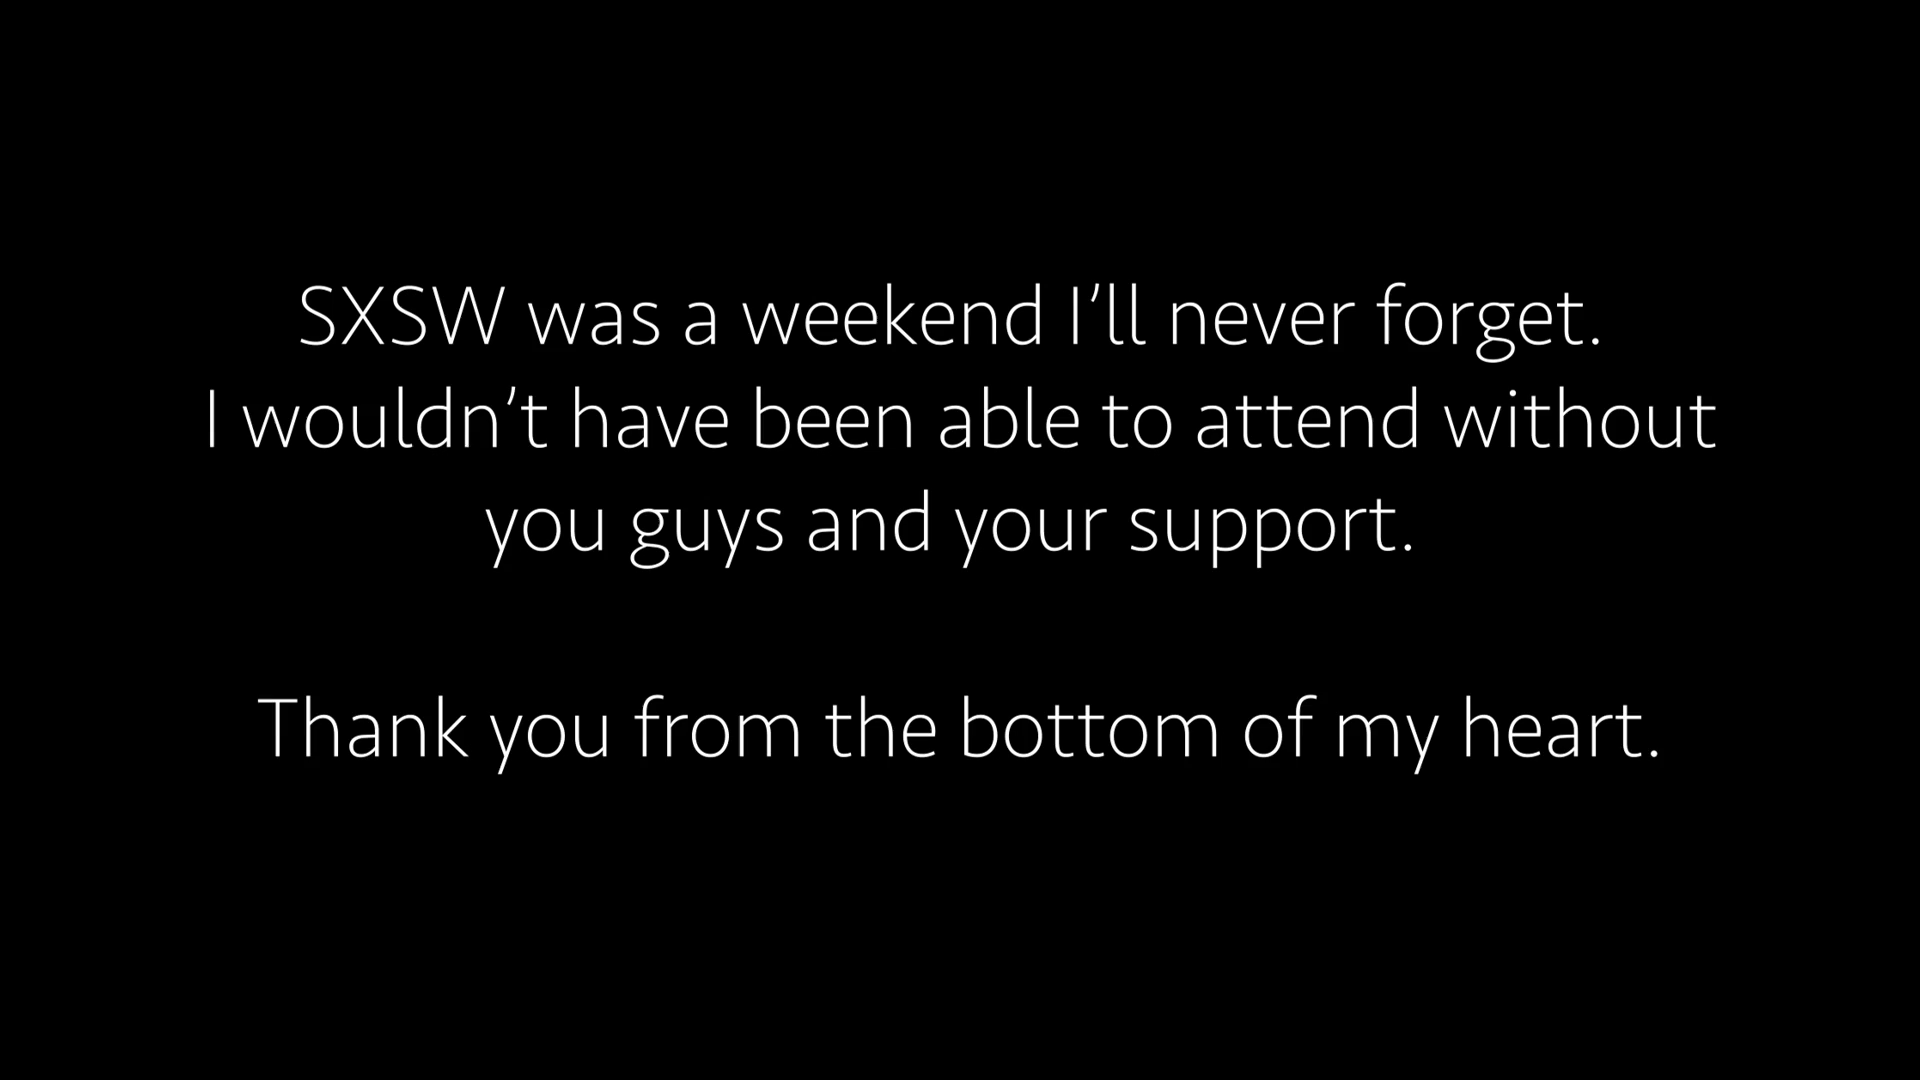 SXSW was a weekend I’ll never forget.
I wouldn’t have been able to attend without
you guys and your support.
Thank you from the bottom of my heart.